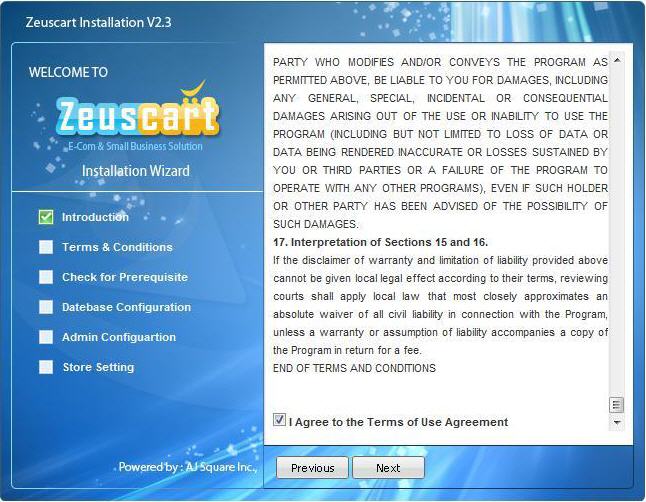 Zeuscart Installation V2.3
WELCOME TO
Zeuscart
E-Com & Small Business Solution
Installation Wizard
Introduction
Terms & Conditions
Check for Prerequisite
Datebase Configuration
Admin Configuartion
Store Setting
Powered by : AJ Square Inc.,
PARTY WHO MODIFIES AND/OR CONVEYS THE PROGRAM AS
PERMITTED ABOVE, BE LIABLE TO YOU FOR DAMAGES, INCLUDING
ANY GENERAL, SPECIAL, INCIDENTAL OR CONSEQUENTIAL
DAMAGES ARISING OUT OF THE USE OR INABILITY TO USE THE
PROGRAM (INCLUDING BUT NOT LIMITED TO LOSS OF DATA OR
DATA BEING RENDERED INACCURATE OR LOSSES SUSTAINED BY
YOU OR THIRD PARTIES OR A FAILURE OF THE PROGRAM TO
OPERATE WITH ANY OTHER PROGRAMS), EVEN IF SUCH HOLDER
OR OTHER PARTY HAS BEEN ADVISED OF THE POSSIBILITY OF
SUCH DAMAGES.
17. Interpretation of Sections 15 and 16.
If the disclaimer of warranty and limitation of liability provided above
cannot be given local legal effect according to their terms, reviewing
courts shall apply local law that most closely approximates an
absolute waiver of all civil liability in connection with the Program,
unless a warranty or assumption of liability accompanies a copy of
the Program in return for a fee.
END OF TERMS AND CONDITIONS
I Agree to the Terms of Use Agreement
Previous
Next